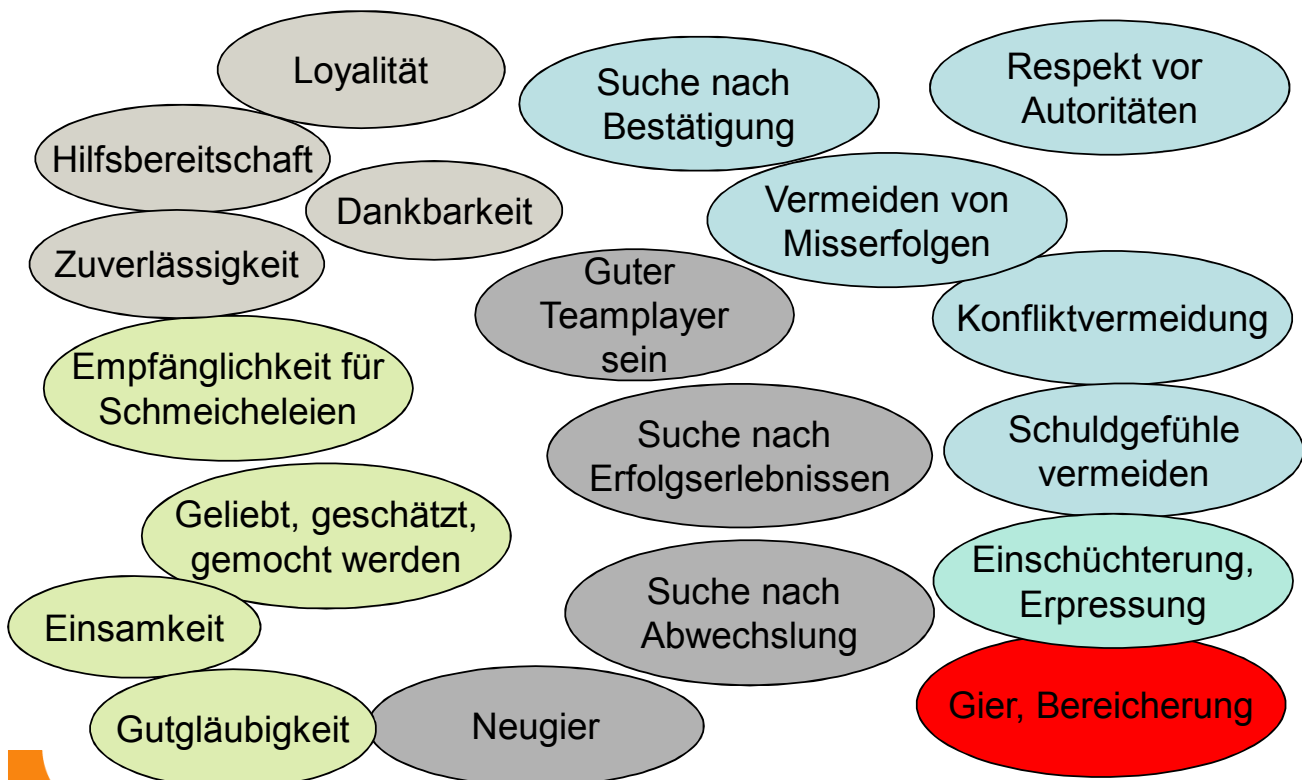 Loyalität
Suche nach
Bestätigung
Respekt vor
Autoritäten
Hilfsbereitschaft
Dankbarkeit
Vermeiden von
Misserfolgen
Zuverlässigkeit
Guter
Teamplayer
sein
Konfliktvermeidung
Empfänglichkeit für
Schmeicheleien
Suche nach
Erfolgserlebnissen
Schuldgefühle
vermeiden
Geliebt, geschätzt,
gemocht werden
Einschüchterung,
Erpressung
Suche nach
Abwechslung
Einsamkeit
Gier, Bereicherung
Gutgläubigkeit
Neugier